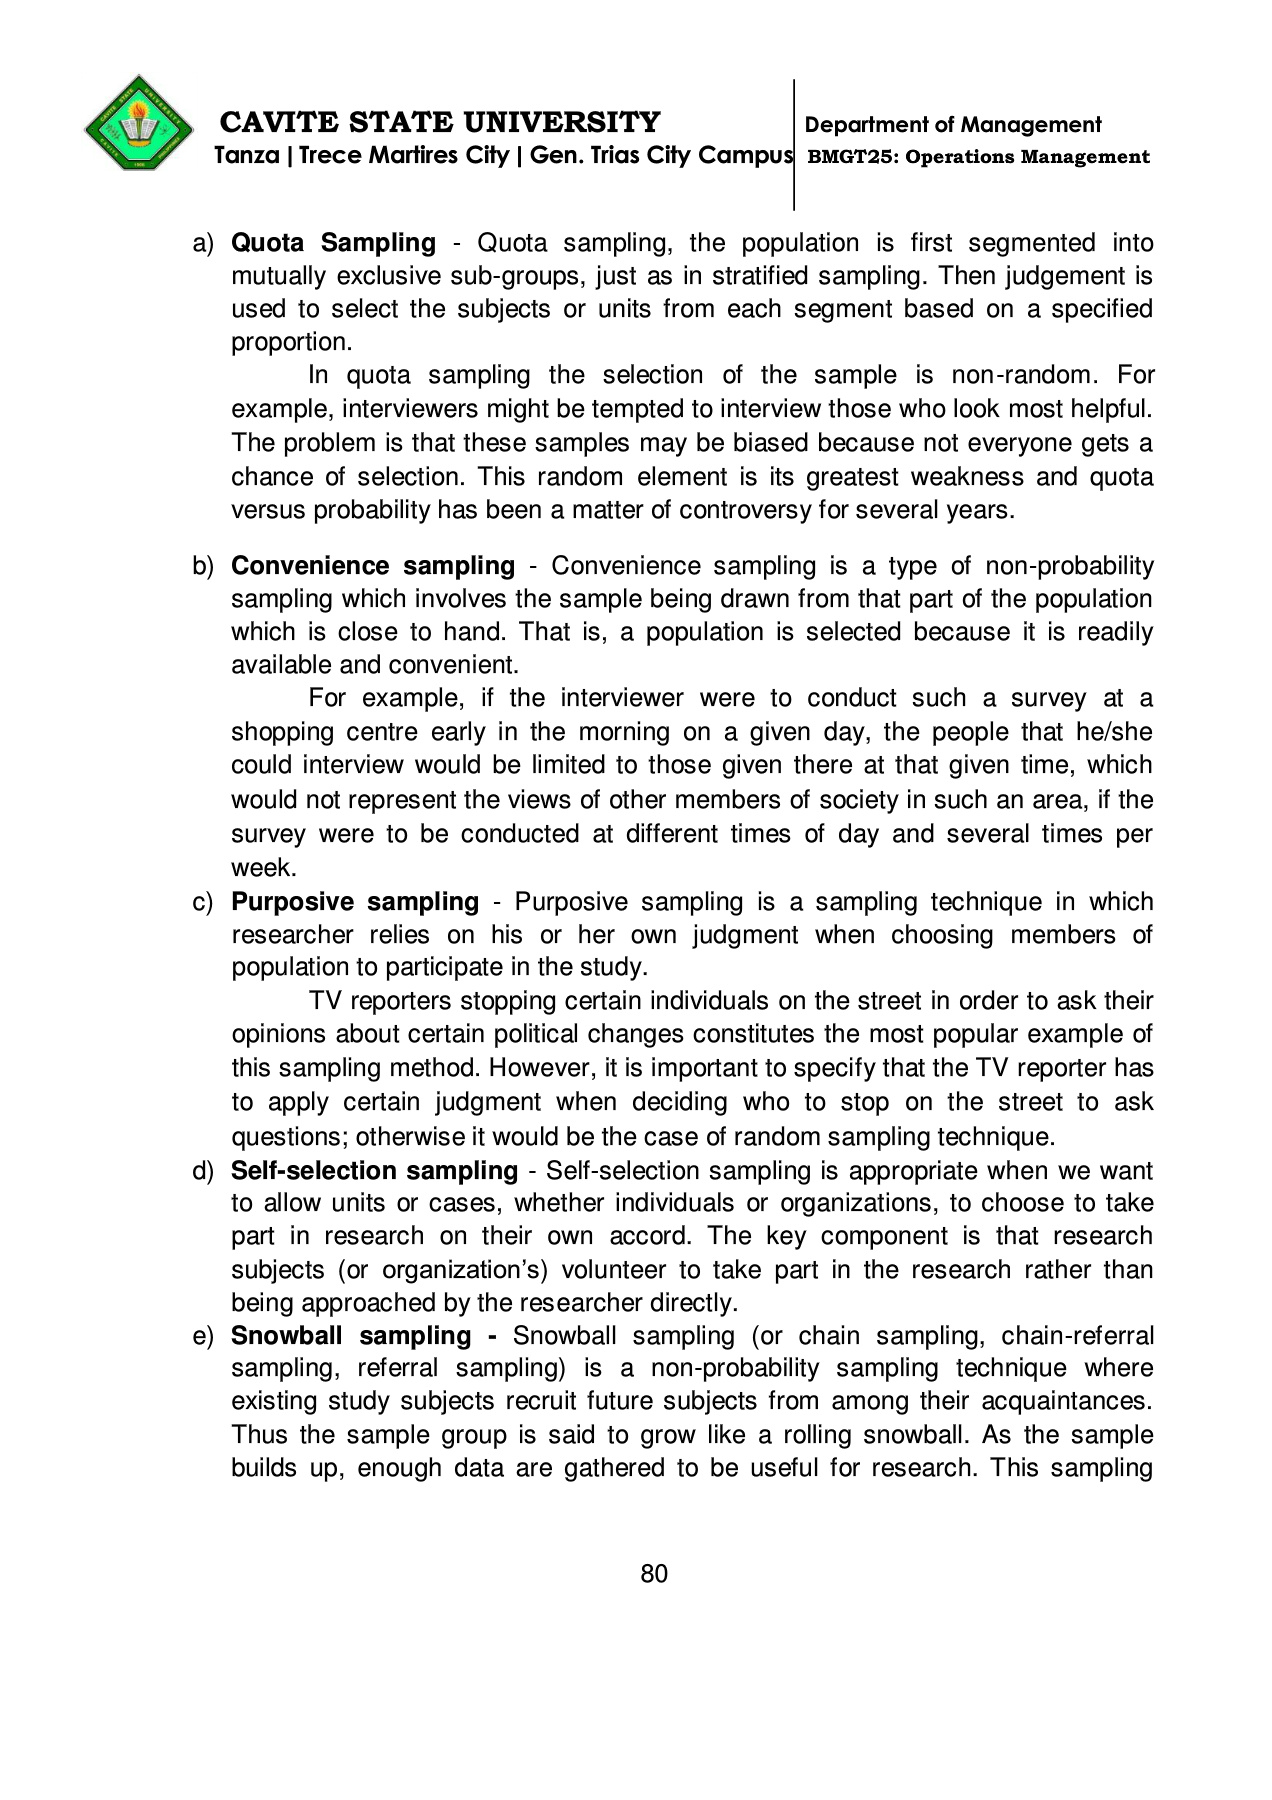 CAVITE STATE UNIVERSITY
Tanza | Trece Martires City | Gen. Trias City Campus
Department of Management
BMGT25: Operations Management
a) Quota Sampling - Quota sampling, the population is first segmented into
mutually exclusive sub-groups, just as in stratified sampling. Then judgement is
used to select the subjects or units from each segment based on a specified
proportion.
In quota sampling the selection of the sample is non-random. For
example, interviewers might be tempted to interview those who look most helpful.
The problem is that these samples may be biased because not everyone gets a
chance of selection. This random element is its greatest weakness and quota
versus probability has been a matter of controversy for several years.
b) Convenience sampling - Convenience sampling is a type of non-probability
sampling which involves the sample being drawn from that part of the population
which is close to hand. That is, a population is selected because it is readily
available and convenient.
For example, if the interviewer were to conduct such a survey at a
shopping centre early in the morning on a given day, the people that he/she
could interview would be limited to those given there at that given time, which
would not represent the views of other members of society in such an area, if the
survey were to be conducted at different times of day and several times per
week.
c) Purposive sampling - Purposive sampling is a sampling technique in which
researcher relies on his or her own judgment when choosing members of
population to participate in the study.
TV reporters stopping certain individuals on the street in order to ask their
opinions about certain political changes constitutes the most popular example of
this sampling method. However, it is important to specify that the TV reporter has
to apply certain judgment when deciding who to stop on the street to ask
questions; otherwise it would be the case of random sampling technique.
d) Self-selection sampling - Self-selection sampling is appropriate when we want
to allow units or cases, whether individuals or organizations, to choose to take
part in research on their own accord. The key component is that research
subjects (or organization’s) volunteer to take part in the research rather than
being approached by the researcher directly.
e) Snowball sampling - Snowball sampling (or chain sampling, chain-referral
sampling, referral sampling) is a non-probability sampling technique where
existing study subjects recruit future subjects from among their acquaintances.
Thus the sample group is said to grow like a rolling snowball. As the sample
builds up, enough data are gathered to be useful for research. This sampling
80